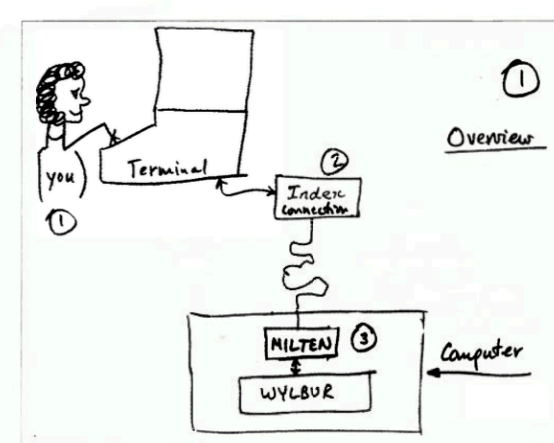 ①
Overview
you
①
Terminal
②
Index
connection
MILTEN
③
WYLBUR
Computer